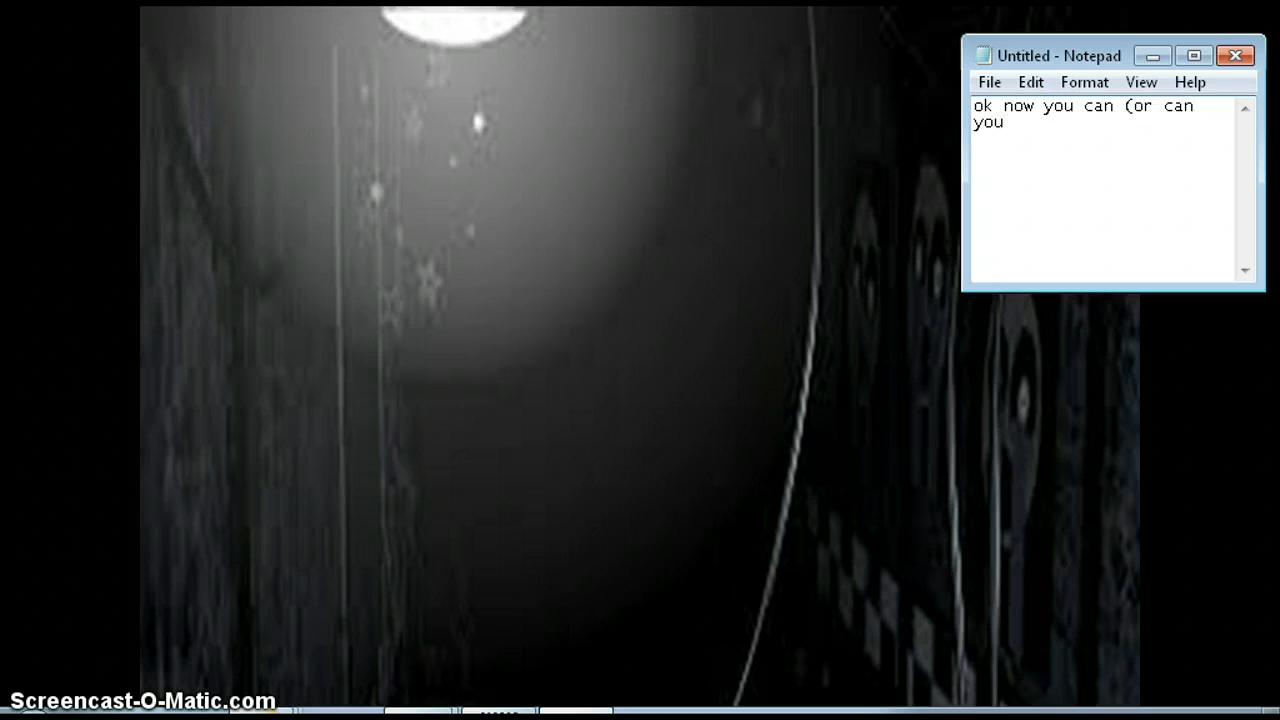 Untitled - Notepad
File Edit Format View Help
ok now you can (or can
you
Screencast-O-Matic.com